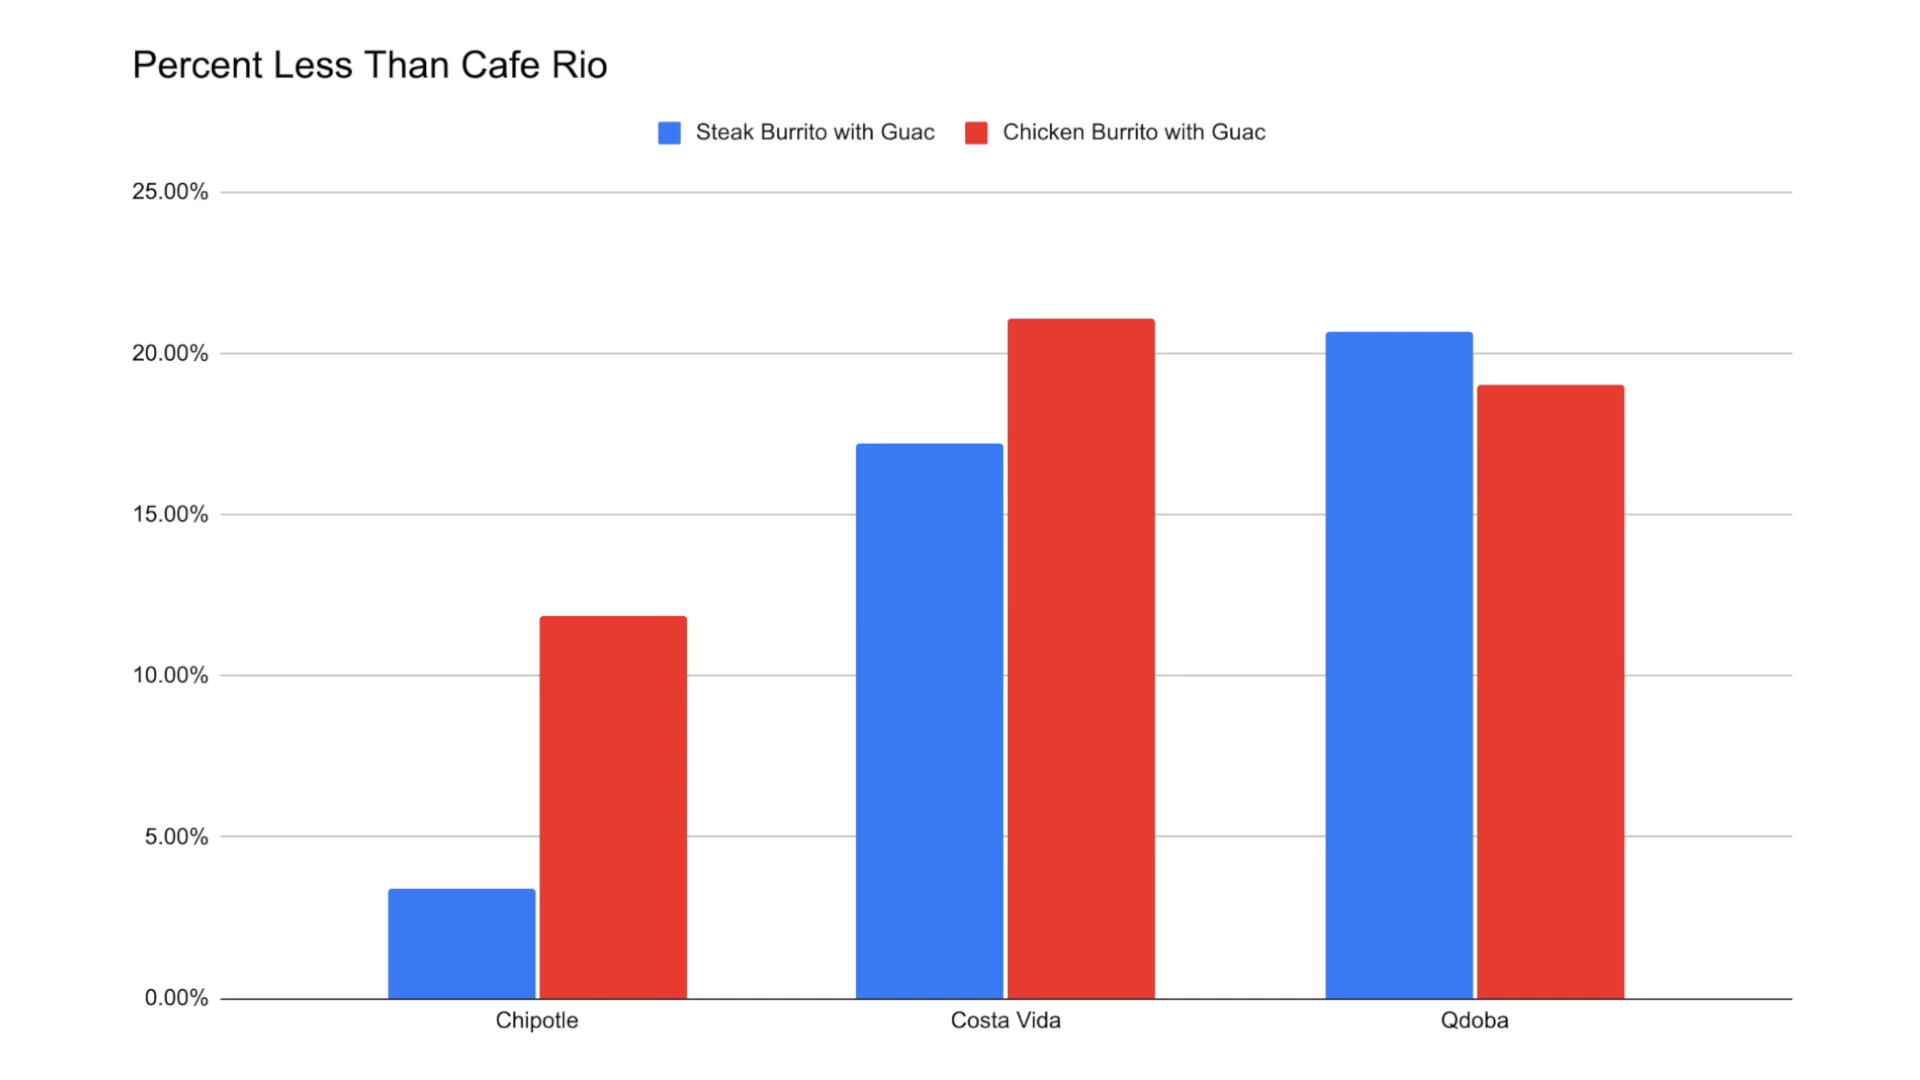 Percent Less Than Cafe Rio
Steak Burrito with Guac Chicken Burrito with Guac
25.00%
20.00%
15.00%
10.00%
5.00%
0.00%
Chipotle Costa Vida Qdoba